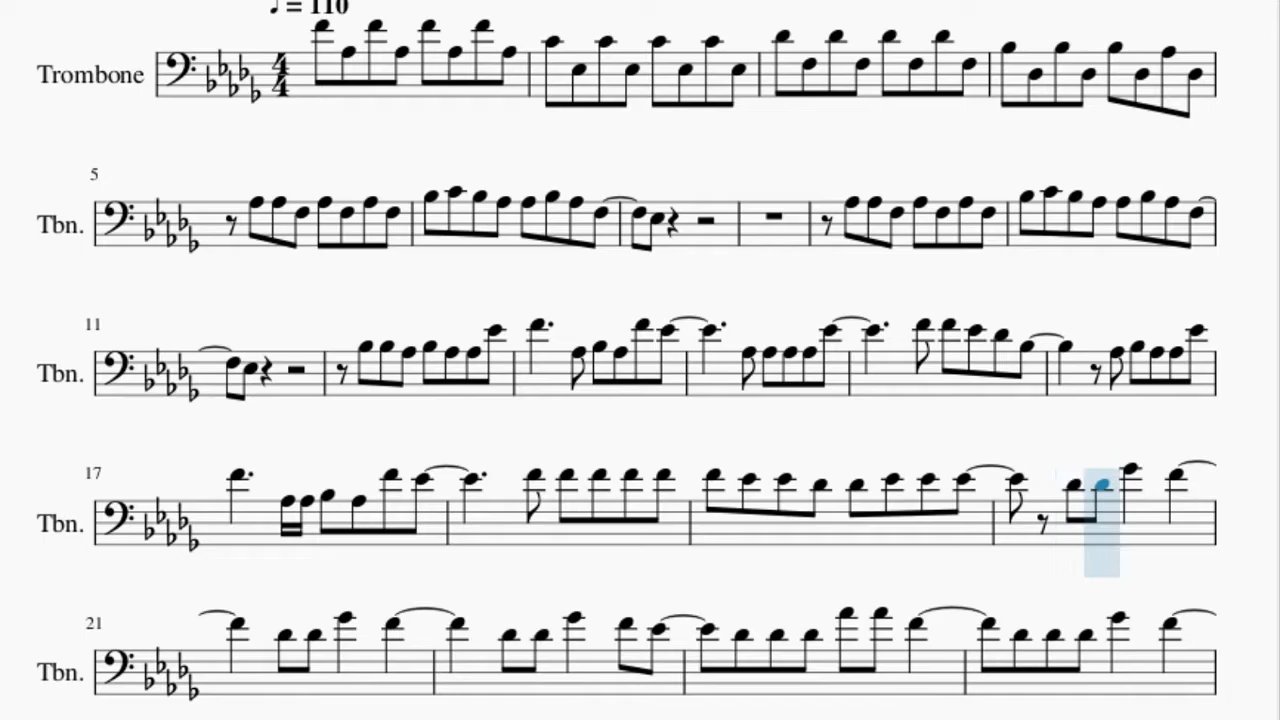 ♩ = 110
Trombone
4
4
5
Tbn.
11
Tbn.
17
Tbn.
21
Tbn.